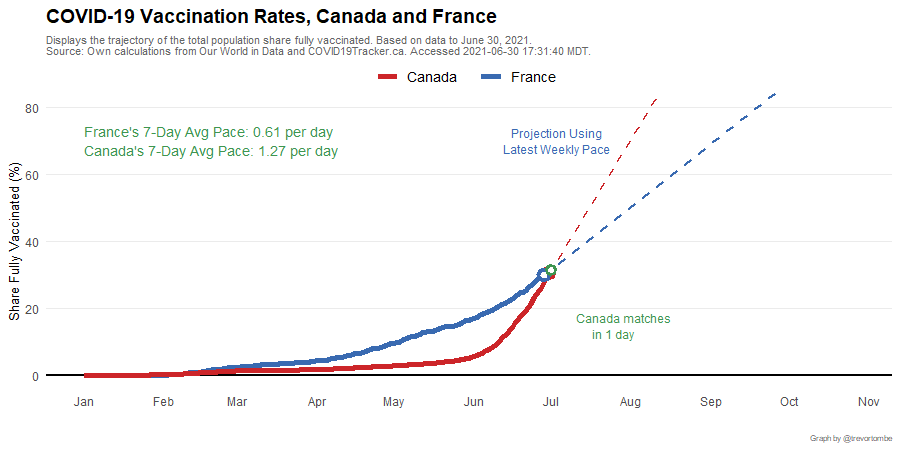 COVID-19 Vaccination Rates, Canada and France
Displays the trajectory of the total population share fully vaccinated. Based on data to June 30, 2021.
Source: Own calculations from Our World in Data and COVID19Tracker.ca. Accessed 2021-06-30 17:31:40 MDT.
Canada France
France's 7-Day Avg Pace: 0.61 per day
Canada's 7-Day Avg Pace: 1.27 per day
Projection Using
Latest Weekly Pace
Canada matches
in 1 day
Share Fully Vaccinated (%)
80
60
40
20
0
Jan Feb Mar Apr May Jun Jul Aug Sep Oct Nov
Graph by @trevortombe